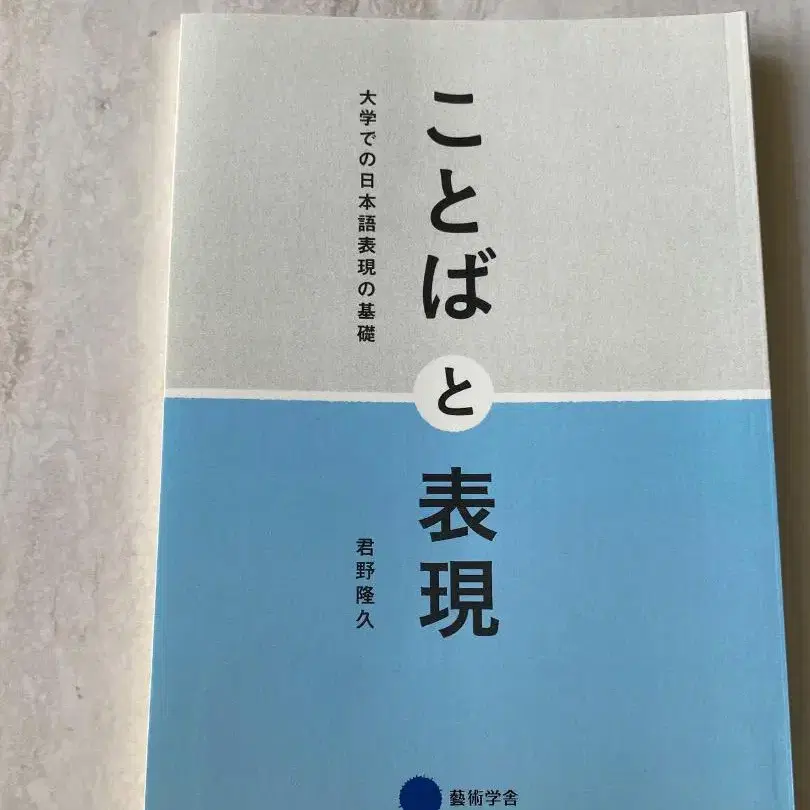 ことばと表現
大学での日本語表現の基礎
君野隆久
藝術学舎